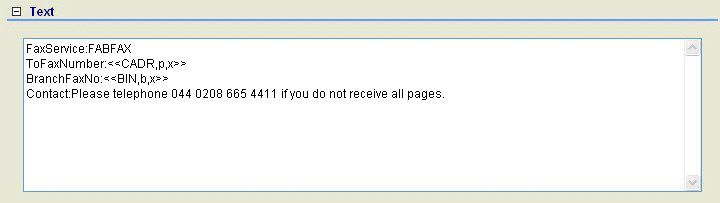 Text
FaxService:FABFAX
ToFaxNumber:<<CADR,p,x>>
BranchFaxNo:<<BIN,b,x>>
Contact:Please telephone 044 0208 665 4411 if you do not receive all pages.